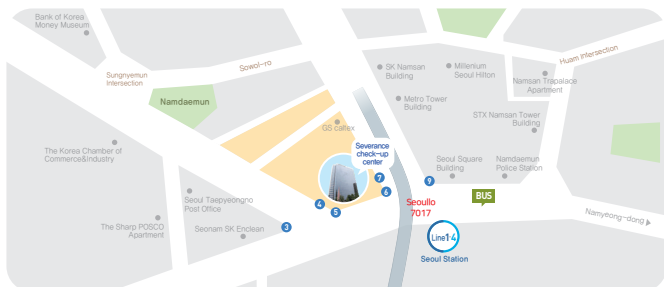 Bank of Korea
Money Museum
Sungnyemun
Intersection
Sowol-ro
Namdaemun
GS caltex
Severance
check-up
center
SK Namsan
Building
Millenium
Seoul Hilton
Huam Intersection
Namsan Trapalace
Apartment
Metro Tower
Building
STX Namsan Tower
Building
The Korea Chamber of
Commerce&Industry
Seoul Square
Building
Namdaemun
Police Station
7
6
9
4
5
3
Seoul Taepyeongno
Post Office
The Sharp POSCO
Apartment
Seonam SK Enclean
Seoullo
7017
BUS
Namyeong-dong
Line1·4
Seoul Station